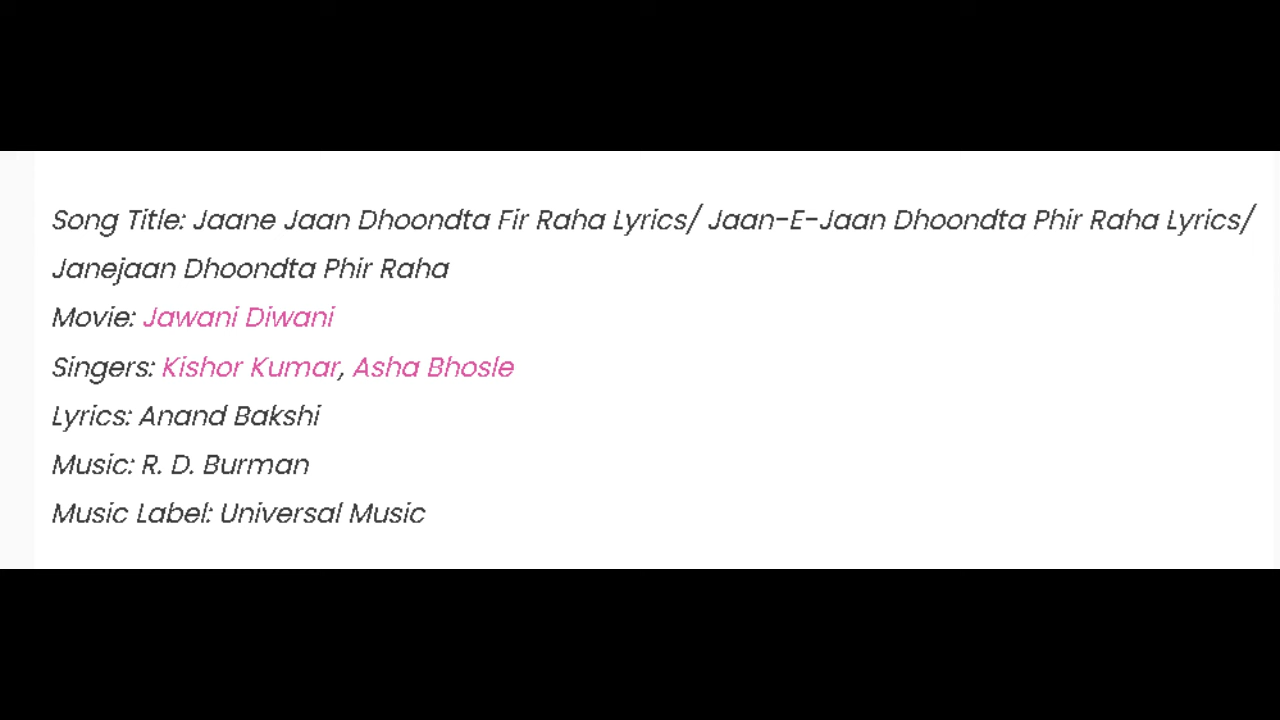 Song Title: Jaane Jaan Dhoondta Fir Raha Lyrics/ Jaan-E-Jaan Dhoondta Phir Raha Lyrics/
Janejaan Dhoondta Phir Raha
Movie: Jawani Diwani
Singers: Kishor Kumar, Asha Bhosle
Lyrics: Anand Bakshi
Music: R. D. Burman
Music Label: Universal Music